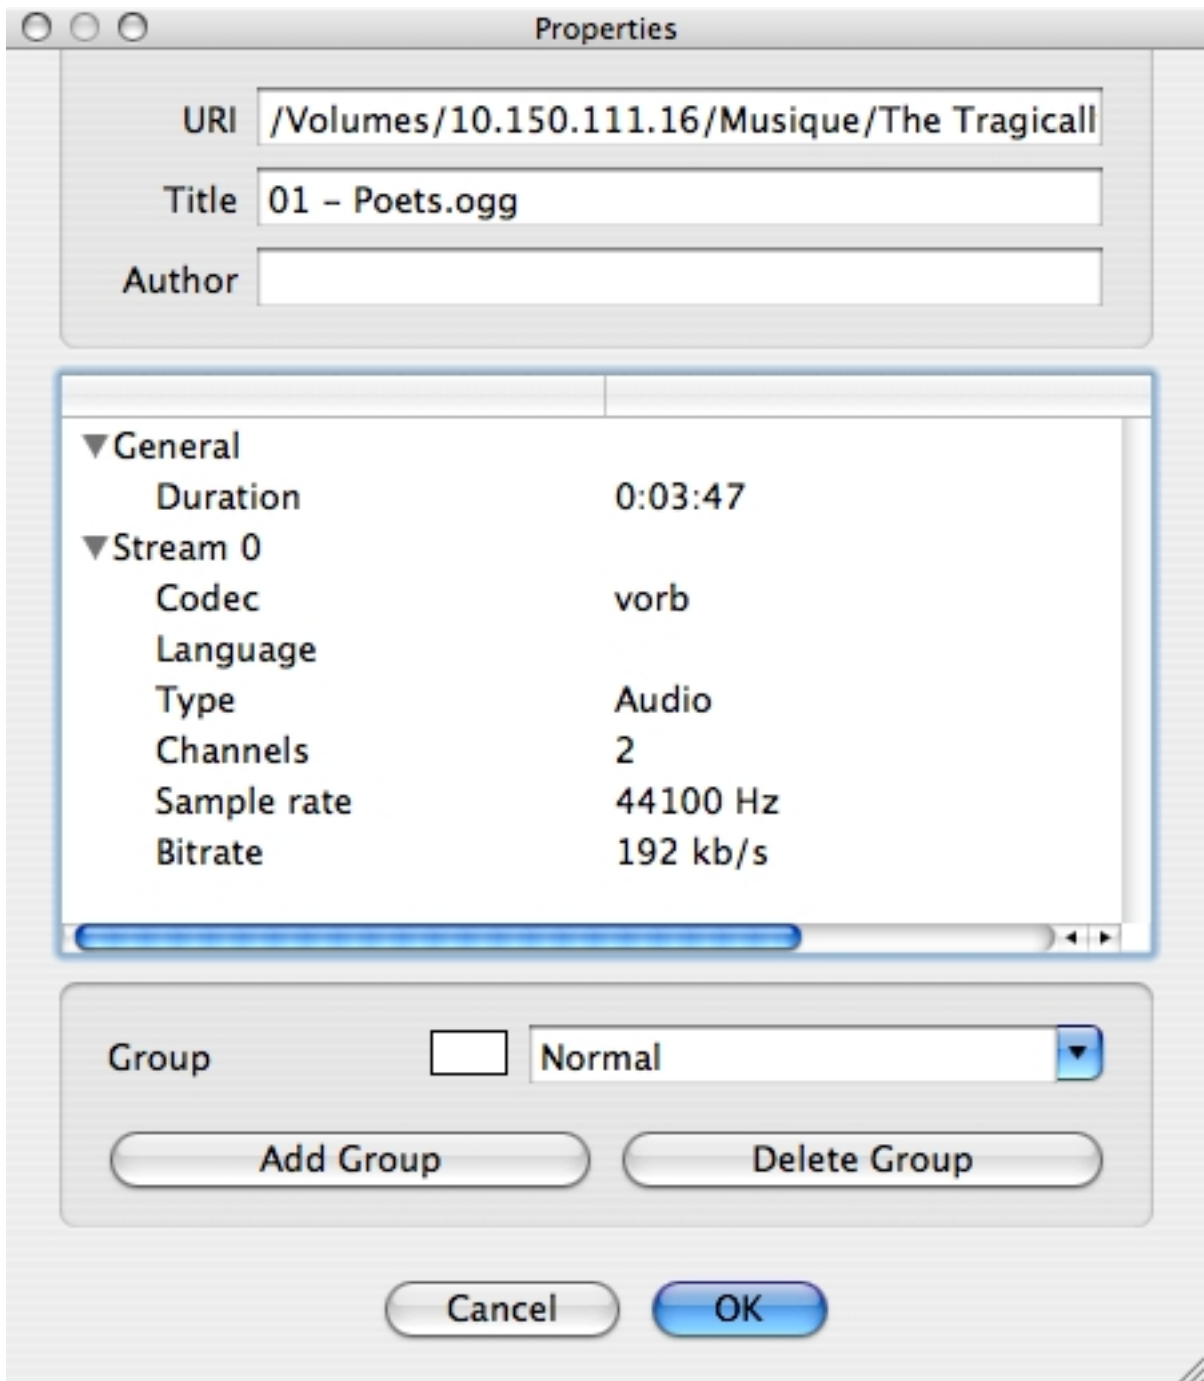 Properties
URI /Volumes/10.150.111.16/Musique/The Tragicall
Title 01 – Poets.ogg
Author
General
Duration 0:03:47
Stream 0
Codec vorb
Language
Type Audio
Channels 2
Sample rate 44100 Hz
Bitrate 192 kb/s
Group Normal
Add Group Delete Group
Cancel OK